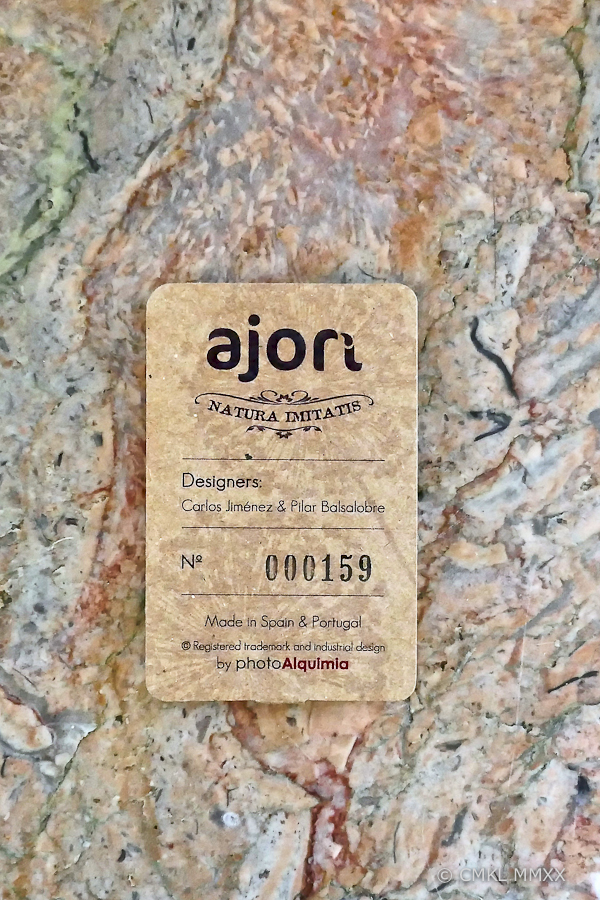 ajorí
NATURA IMITATIS
Designers:
Carlos Jiménez & Pilar Balsalobre
Nº 000159
Made in Spain & Portugal
© Registered trademark and industrial design
by photoAlquimia
© CMKL MMXX